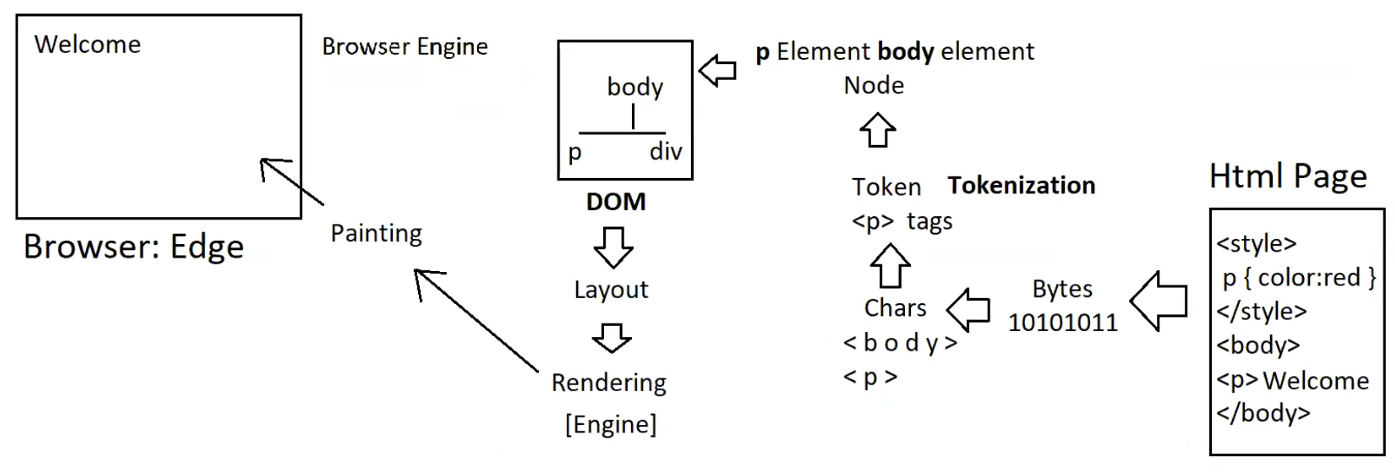 Welcome
Browser Engine
Browser: Edge
Painting
body
p div
DOM
Layout
Rendering
[Engine]
p Element body element
Node
Token Tokenization
<p> tags
Chars
< b o d y >
< p >
Bytes
10101011
Html Page
<style>
p { color:red }
</style>
<body>
<p> Welcome
</body>